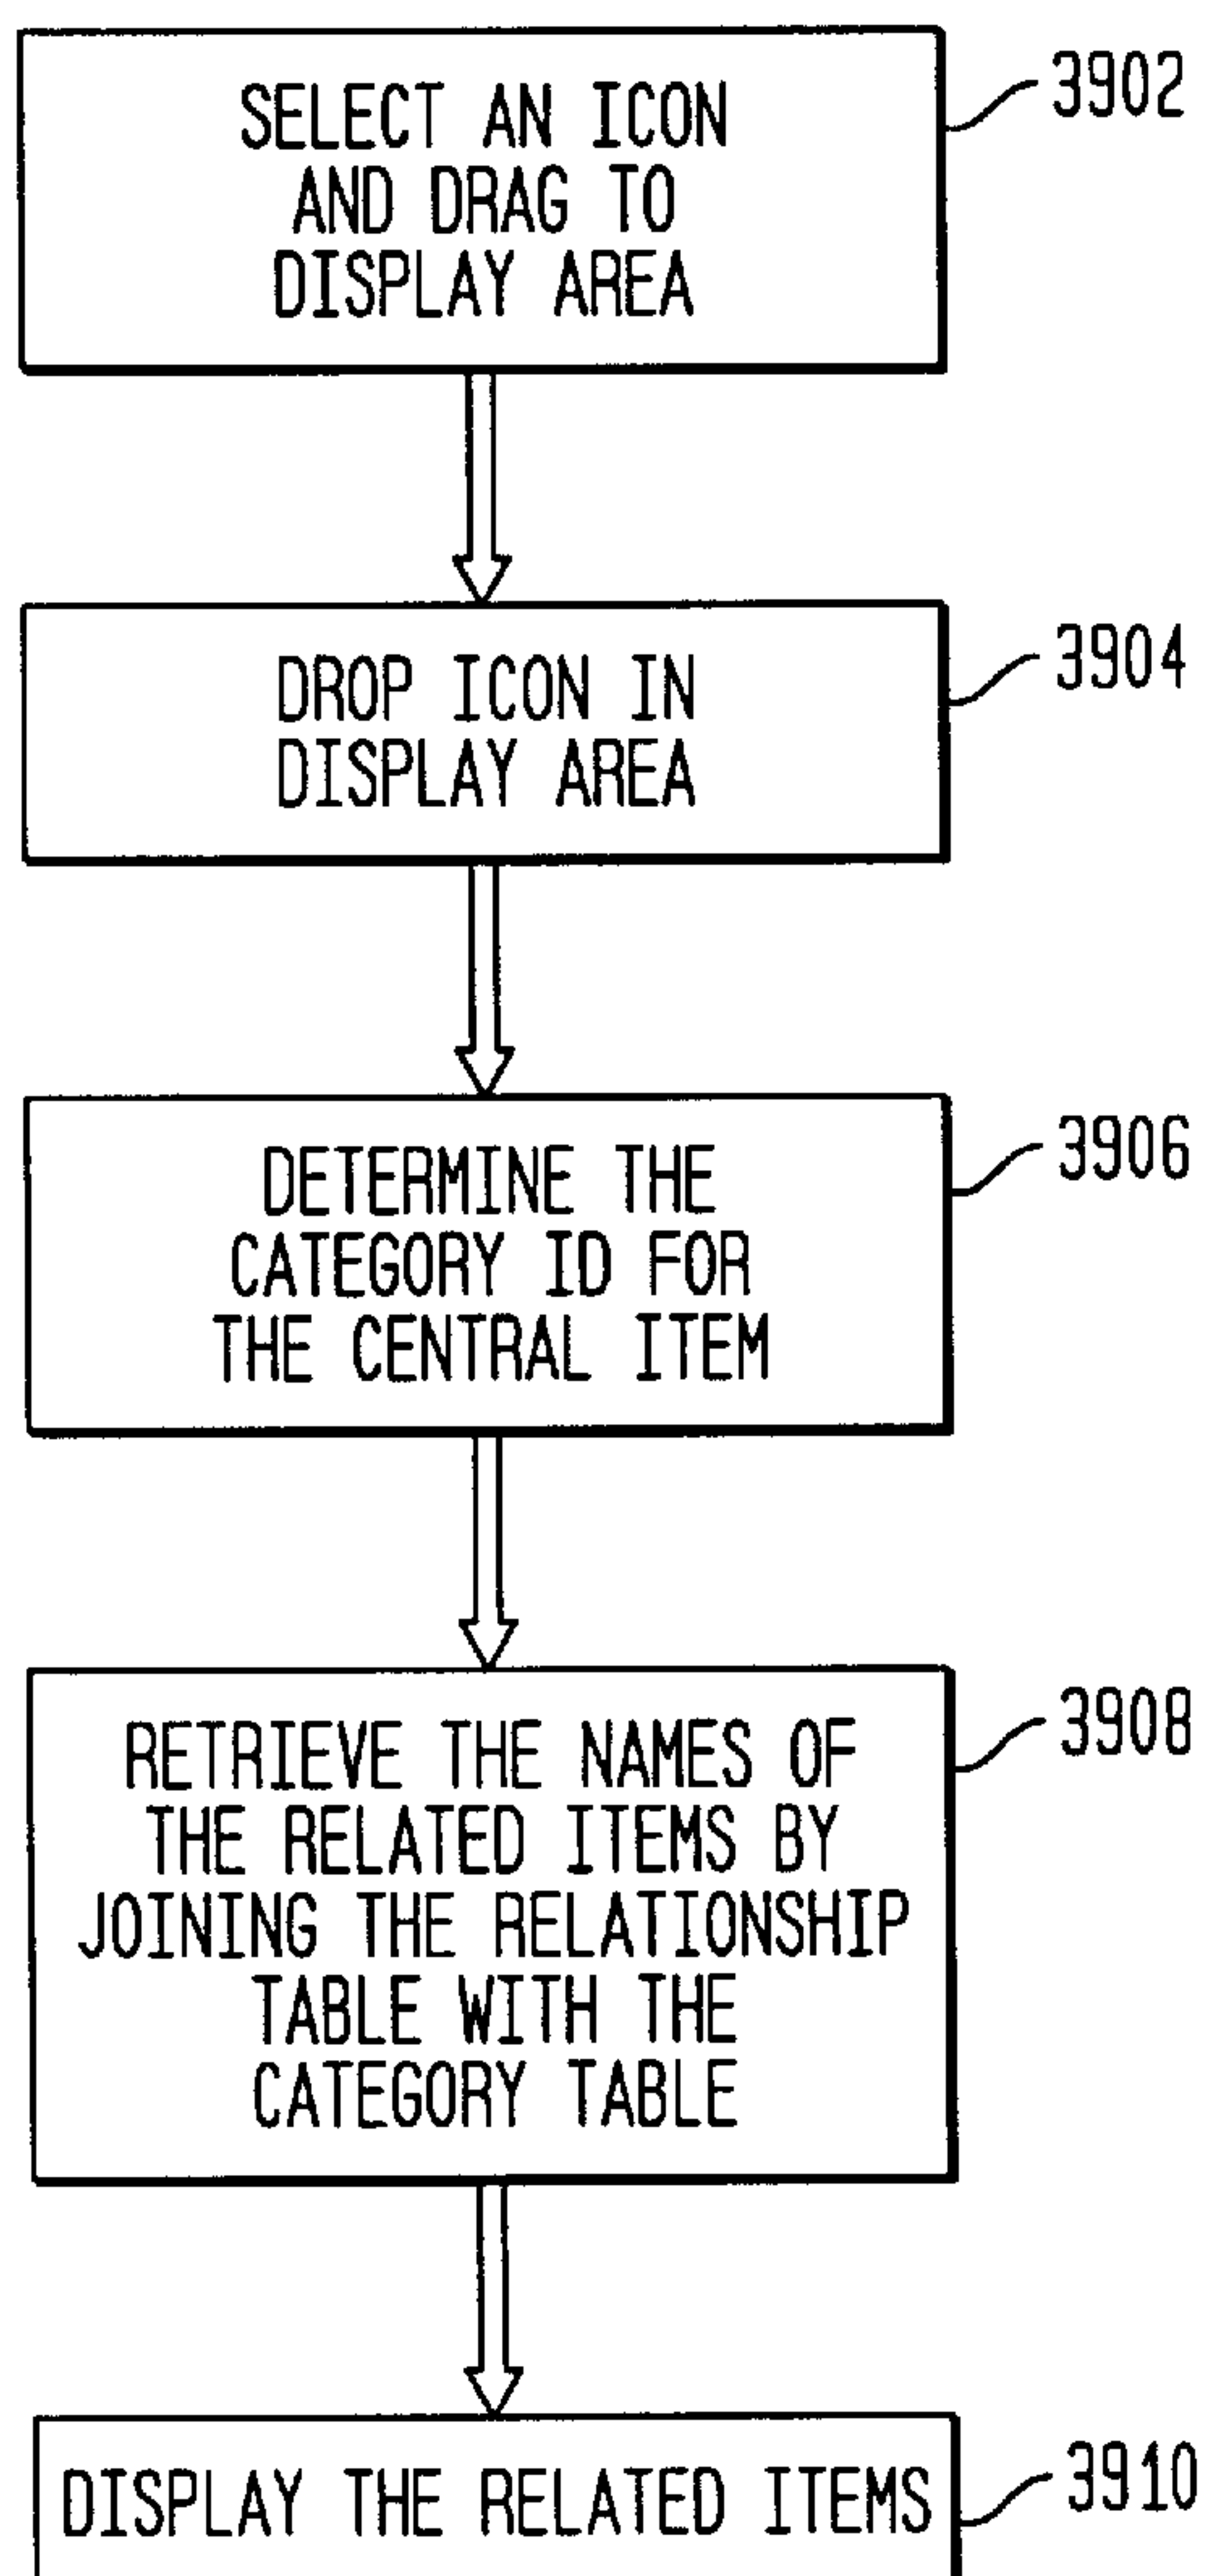 SELECT AN ICON
AND DRAG TO
DISPLAY AREA
3902
DROP ICON IN
DISPLAY AREA
3904
DETERMINE THE
CATEGORY ID FOR
THE CENTRAL ITEM
3906
RETRIEVE THE NAMES OF
THE RELATED ITEMS BY
JOINING THE RELATIONSHIP
TABLE WITH THE
CATEGORY TABLE
3908
DISPLAY THE RELATED ITEMS
3910